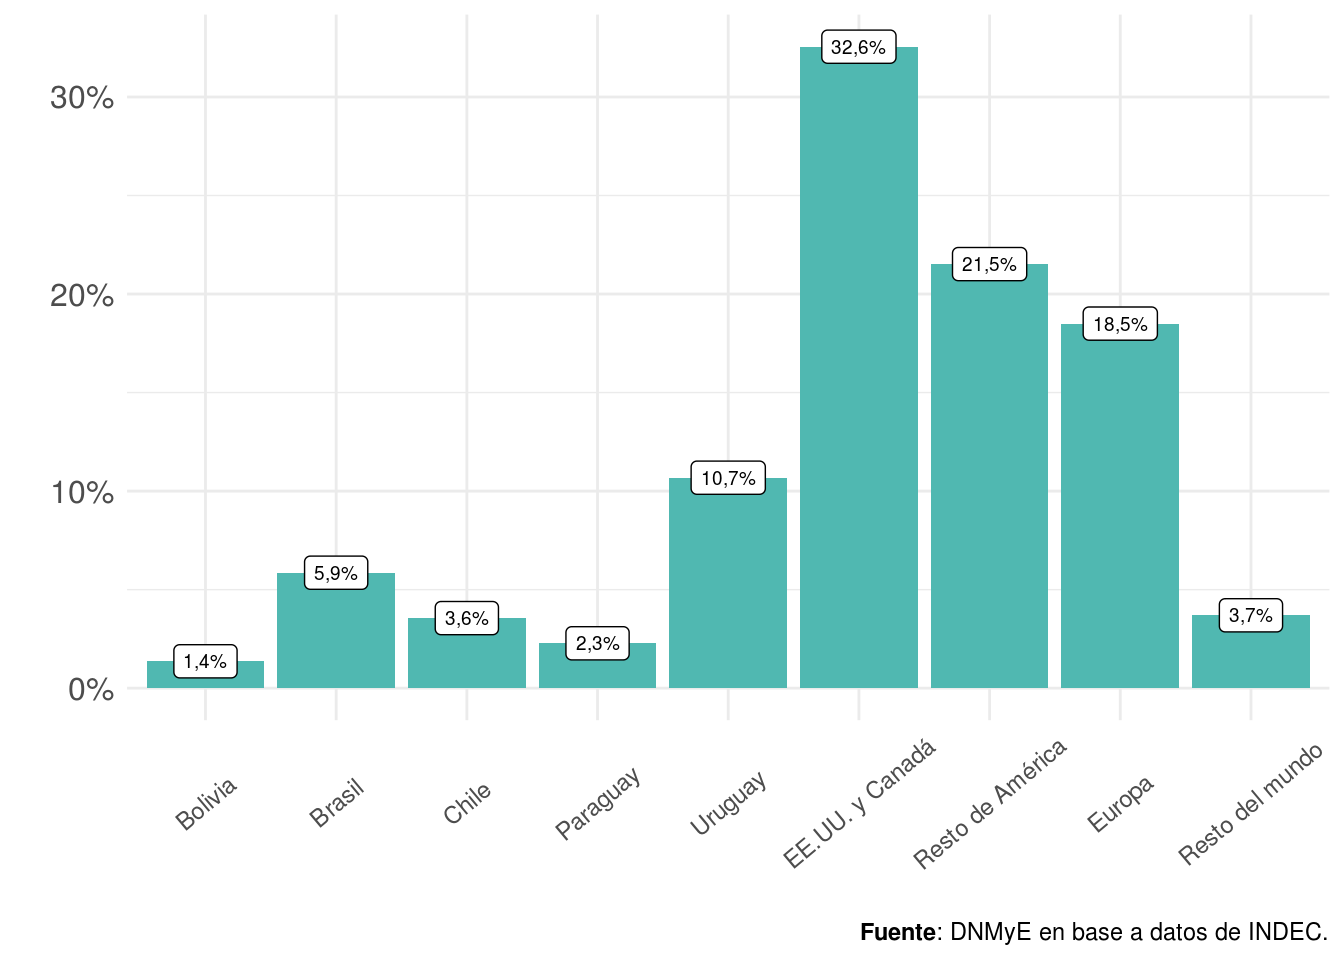 32,6%
30%
21,5%
20%
18,5%
10,7%
10%
5,9%
3,6%
3,7%
2,3%
1,4%
0%
Bolivia
Brasil
Chile
Paraguay
Uruguay
EE.UU. y Canadá
Resto de América
Europa
Resto del mundo
Fuente: DNMyE en base a datos de INDEC.